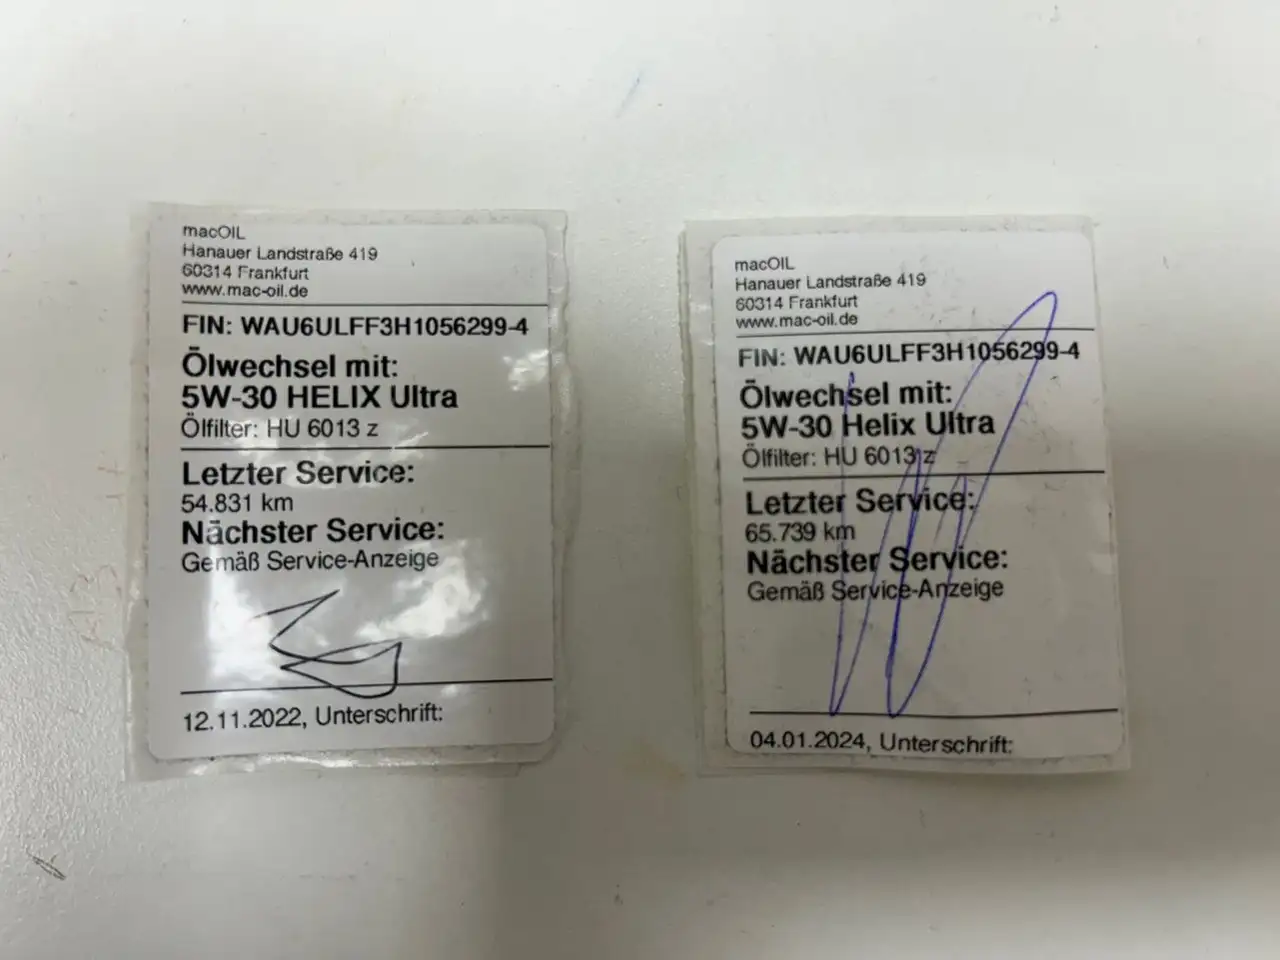 macOIL
Hanauer Landstraße 419
60314 Frankfurt
www.mac-oil.de
FIN: WAU6ULFF3H1056299-4
Ölwechsel mit:
5W-30 HELIX Ultra
Ölfilter: HU 6013 z
Letzter Service:
54.831 km
Nächster Service:
Gemäß Service-Anzeige
12.11.2022, Unterschrift:
macOIL
Hanauer Landstraße 419
60314 Frankfurt
www.mac-oil.de
FIN: WAU6ULFF3H1056299-4
Ölwechsel mit:
5W-30 Helix Ultra
Ölfilter: HU 6013 z
Letzter Service:
65.739 km
Nächster Service:
Gemäß Service-Anzeige
04.01.2024, Unterschrift: